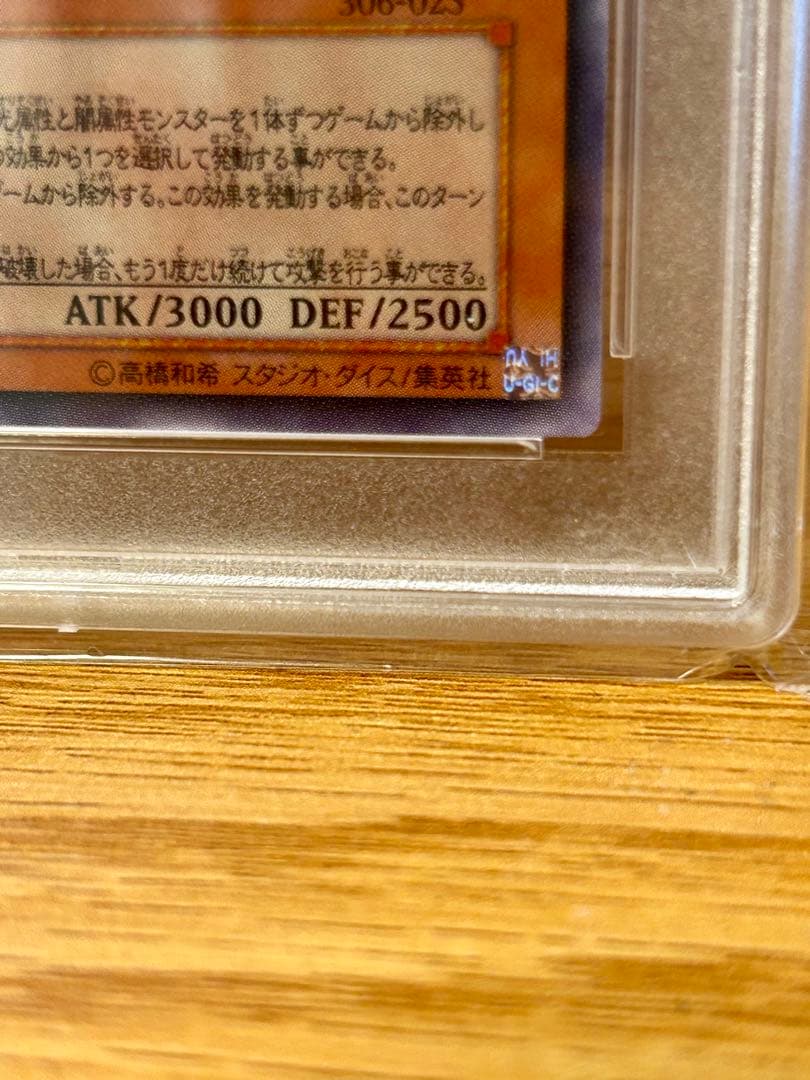 306-025
光属性と闇属性モンスターを1体ずつゲームから除外し
効果から1つを選択して発動する事ができる。
ゲームから除外する。この効果を発動する場合、このターン
破壊した場合、もう1度だけ続けて攻撃を行う事ができる。
ATK/3000 DEF/2500
©高橋和希 スタジオ・ダイス/集英社